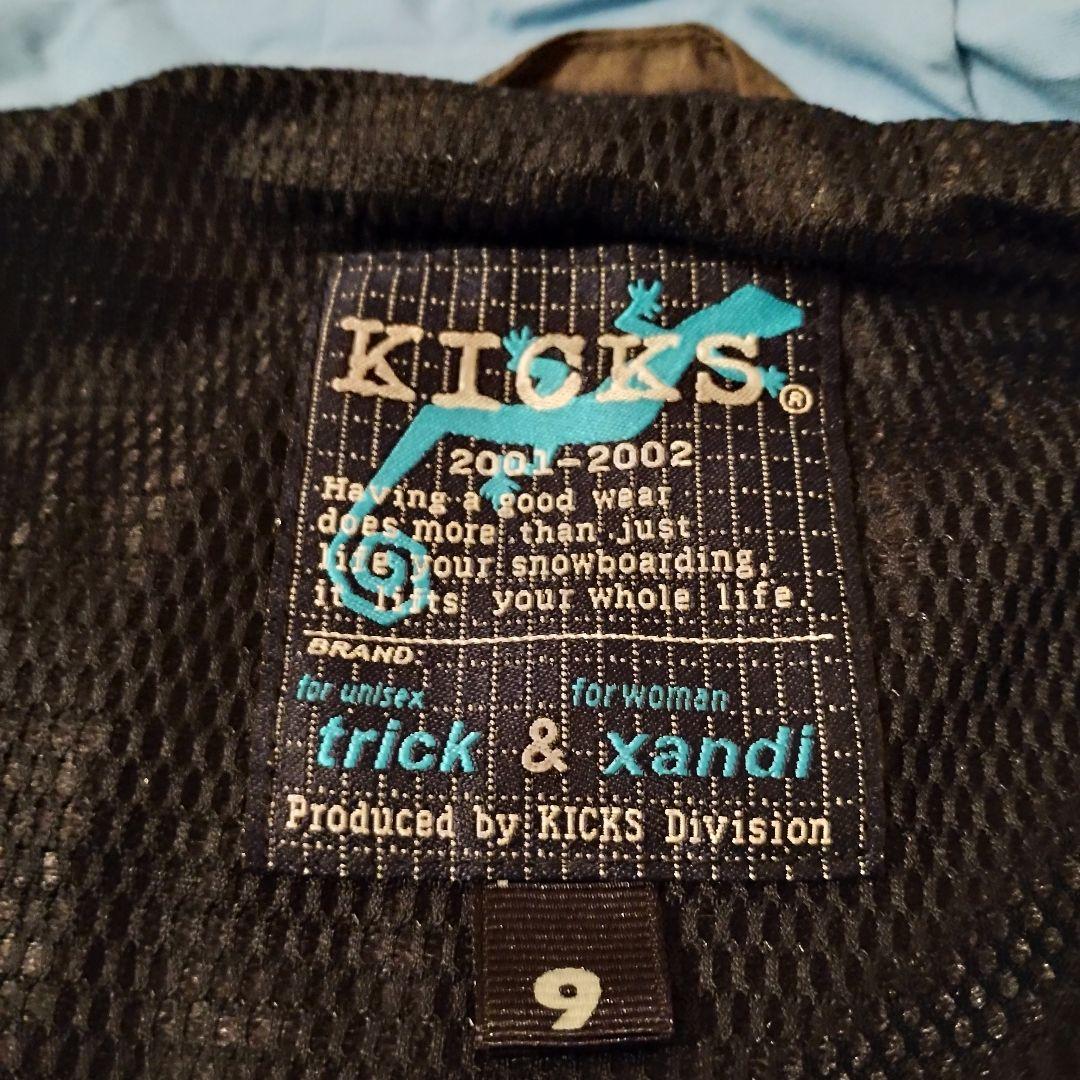 KICKS®
2001-2002
Having a good wear
does more than just
life your snowboarding,
it lifts your whole life.
BRAND
for unisex for woman
trick & xandi
Produced by KICKS Division
9